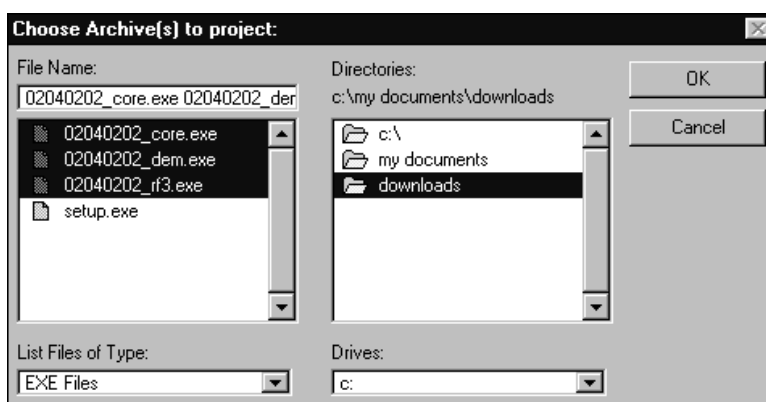 Choose Archive(s) to project:
File Name:
02040202_core.exe 02040202_der
02040202_core.exe
02040202_dem.exe
02040202_rf3.exe
setup.exe
List Files of Type:
EXE Files
Directories:
c:\my documents\downloads
c:\
my documents
downloads
Drives:
c:
OK
Cancel